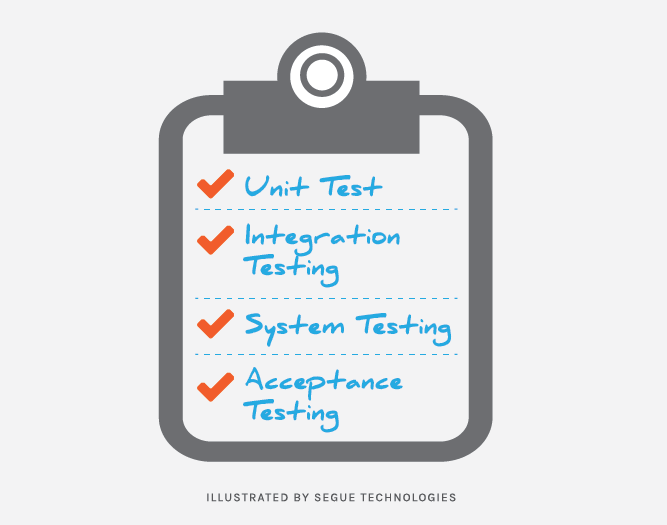 Unit Test
Integration
Testing
System Testing
Acceptance
Testing
ILLUSTRATED BY SEGUE TECHNOLOGIES